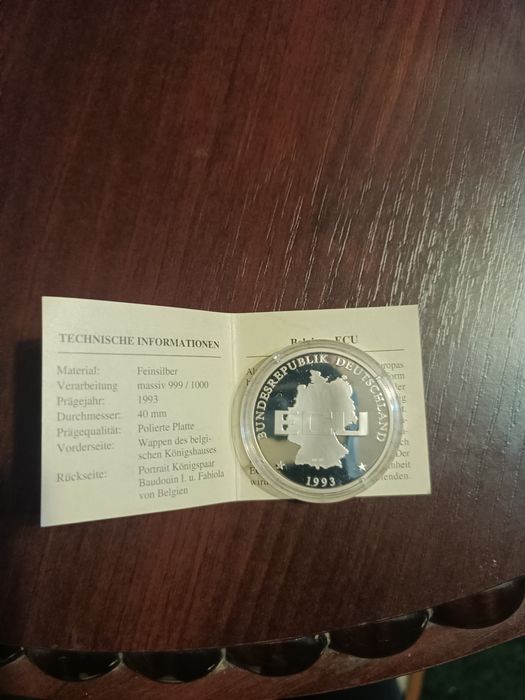 TECHNISCHE INFORMATIONEN
Material: Feinsilber
Verarbeitung massiv 999 / 1000
Prägejahr: 1993
Durchmesser: 40 mm
Prägequalität: Polierte Platte
Vorderseite: Wappen des belgi-
schen Königshauses
Rückseite: Portrait Königspaar
Baudouin I. u. Fabiola
von Belgien
ECU
BUNDESREPUBLIK DEUTSCHLAND
ECU
1993
wird